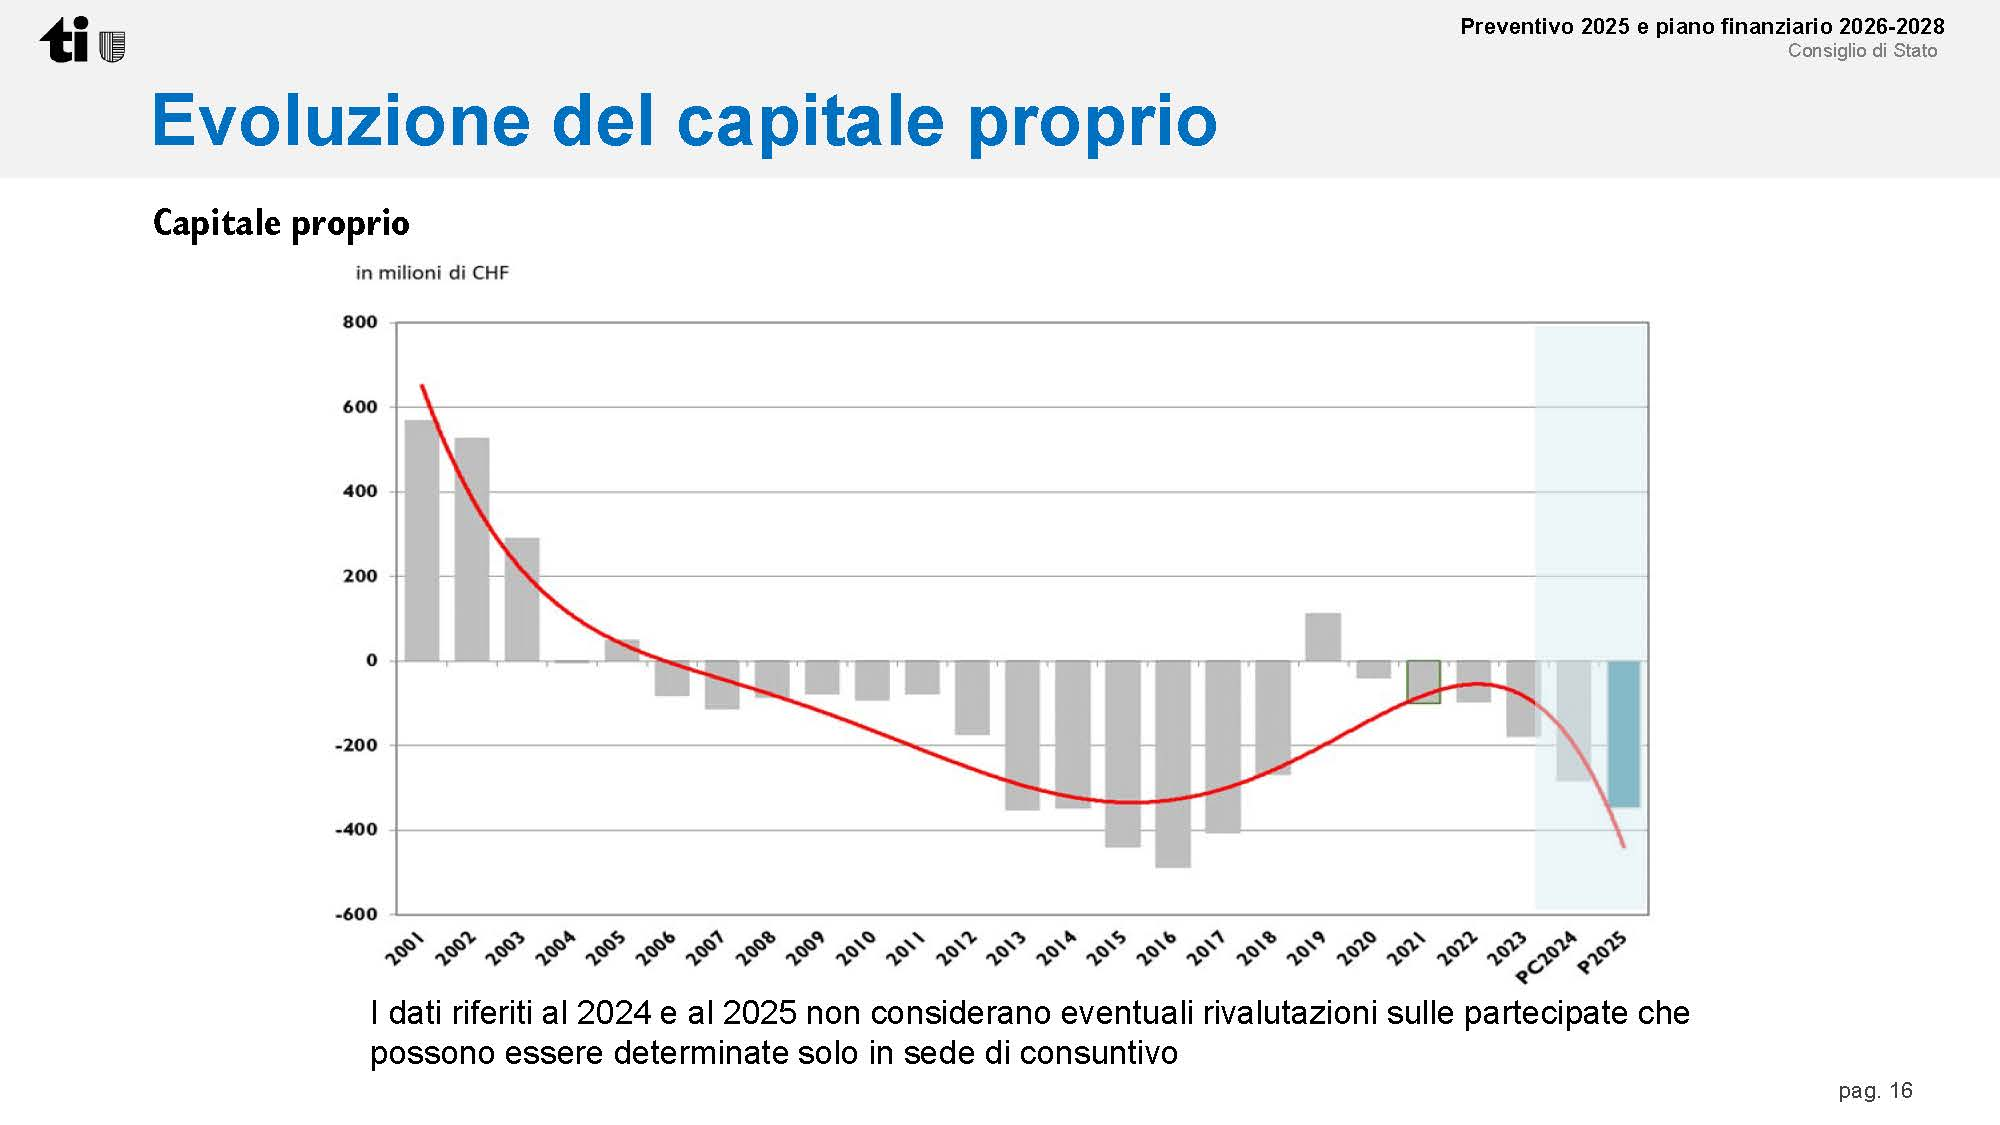 ti
Preventivo 2025 e piano finanziario 2026-2028
Consiglio di Stato
Evoluzione del capitale proprio
Capitale proprio
in milioni di CHF
800
600
400
200
0
-200
-400
-600
2001 2002 2003 2004 2005 2006 2007 2008 2009 2010 2011 2012 2013 2014 2015 2016 2017 2018 2019 2020 2021 2022 2023 PC2024 P2025
I dati riferiti al 2024 e al 2025 non considerano eventuali rivalutazioni sulle partecipate che
possono essere determinate solo in sede di consuntivo
pag. 16